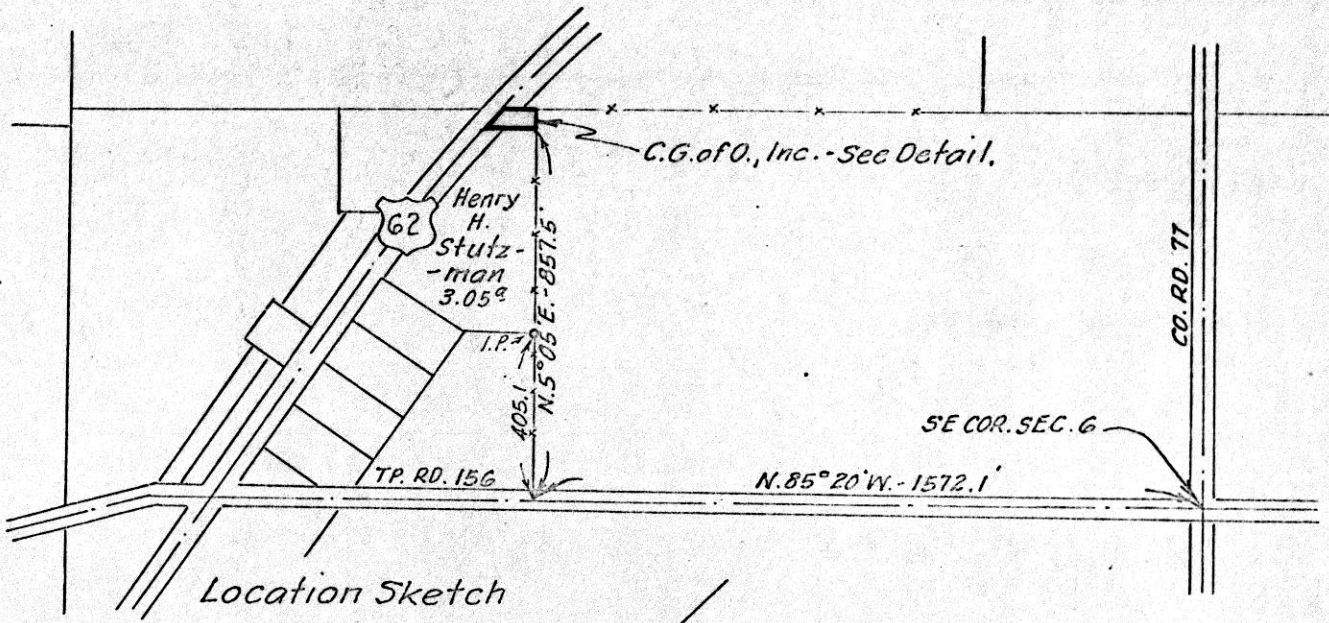 C.G. of O., Inc. - See Detail.
62
Henry
H.
Stutz-
-man
3.05ª
N. 5°05' E. - 857.5'
CO. RD. 77
I.P.
405.1
SE COR. SEC. 6
TP. RD. 156
N. 85°20' W. - 1572.1'
Location Sketch